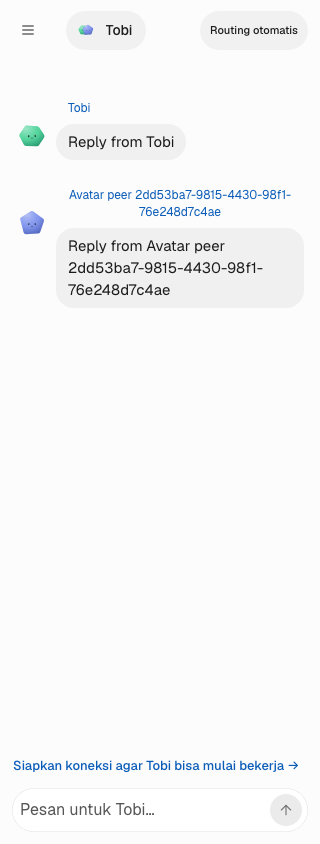 Tobi
Routing otomatis
Tobi
Reply from Tobi
Avatar peer 2dd53ba7-9815-4430-98f1-
76e248d7c4ae
Reply from Avatar peer
2dd53ba7-9815-4430-98f1-
76e248d7c4ae
Siapkan koneksi agar Tobi bisa mulai bekerja →
Pesan untuk Tobi...